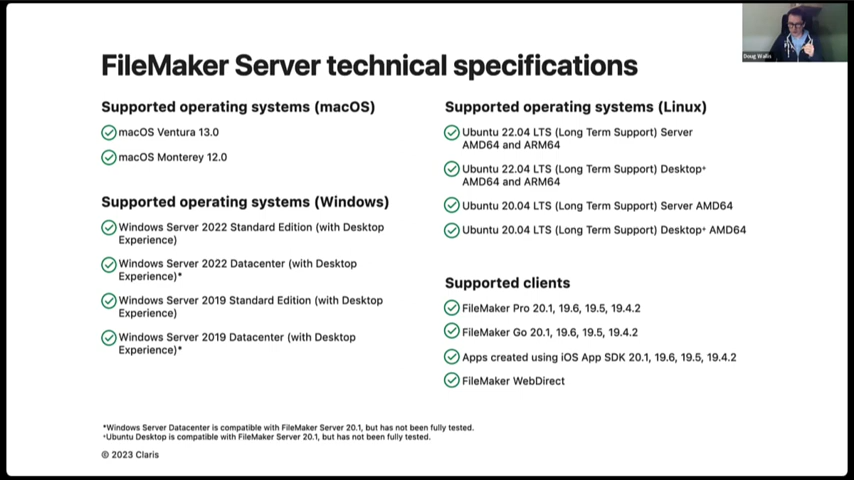 FileMaker Server technical specifications
Supported operating systems (macOS)
macOS Ventura 13.0
macOS Monterey 12.0
Supported operating systems (Windows)
Windows Server 2022 Standard Edition (with Desktop
Experience)
Windows Server 2022 Datacenter (with Desktop
Experience)*
Windows Server 2019 Standard Edition (with Desktop
Experience)
Windows Server 2019 Datacenter (with Desktop
Experience)*
Supported operating systems (Linux)
Ubuntu 22.04 LTS (Long Term Support) Server
AMD64 and ARM64
Ubuntu 22.04 LTS (Long Term Support) Desktop⁺
AMD64 and ARM64
Ubuntu 20.04 LTS (Long Term Support) Server AMD64
Ubuntu 20.04 LTS (Long Term Support) Desktop⁺ AMD64
Supported clients
FileMaker Pro 20.1, 19.6, 19.5, 19.4.2
FileMaker Go 20.1, 19.6, 19.5, 19.4.2
Apps created using iOS App SDK 20.1, 19.6, 19.5, 19.4.2
FileMaker WebDirect
*Windows Server Datacenter is compatible with FileMaker Server 20.1, but has not been fully tested.
⁺Ubuntu Desktop is compatible with FileMaker Server 20.1, but has not been fully tested.
© 2023 Claris
Doug